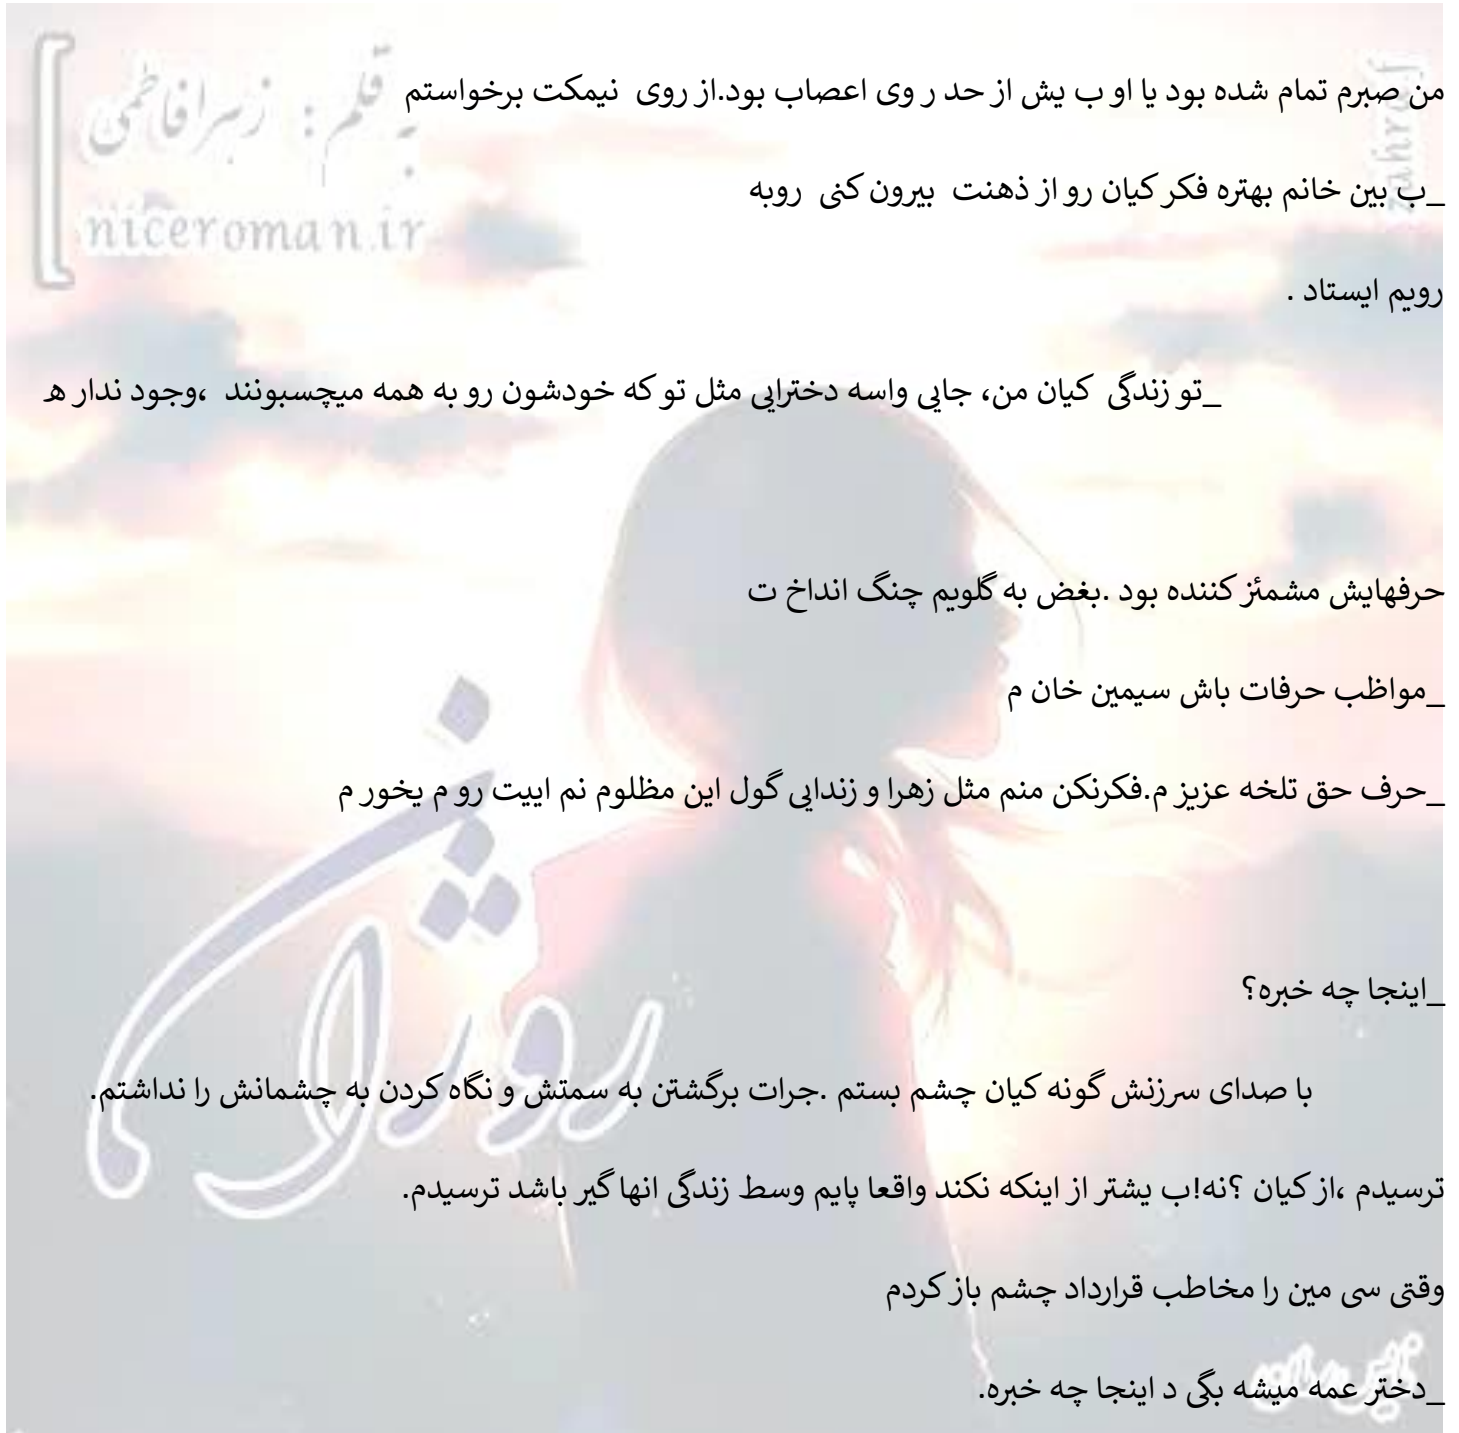 به قلم : زهرا فاطمی
niceroman.ir
من صبرم تمام شده بود یا او ب یش از حد ر وی اعصاب بود.از روی نیمکت برخواستم
_ب بین خانم بهتره فکر کیان رو از ذهنت بیرون کنی روبه
رویم ایستاد .
_تو زندگی کیان من، جایی واسه دخترایی مثل تو که خودشون رو به همه میچسبونند ،وجود ندار ه
حرفهایش مشمئز کننده بود .بغض به گلویم چنگ انداخ ت
_مواظب حرفات باش سیمین خان م
_حرف حق تلخه عزیز م.فکرنکن منم مثل زهرا و زندایی گول این مظلوم نم اییت رو م یخور م
_اینجا چه خبره؟
با صدای سرزنش گونه کیان چشم بستم .جرات برگشتن به سمتش و نگاه کردن به چشمانش را نداشتم.
ترسیدم ،از کیان ؟نه!ب یشتر از اینکه نکند واقعا پایم وسط زندگی انها گیر باشد ترسیدم.
وقتی سی مین را مخاطب قرارداد چشم باز کردم
_دختر عمه میشه بگی د اینجا چه خبره.
روژان